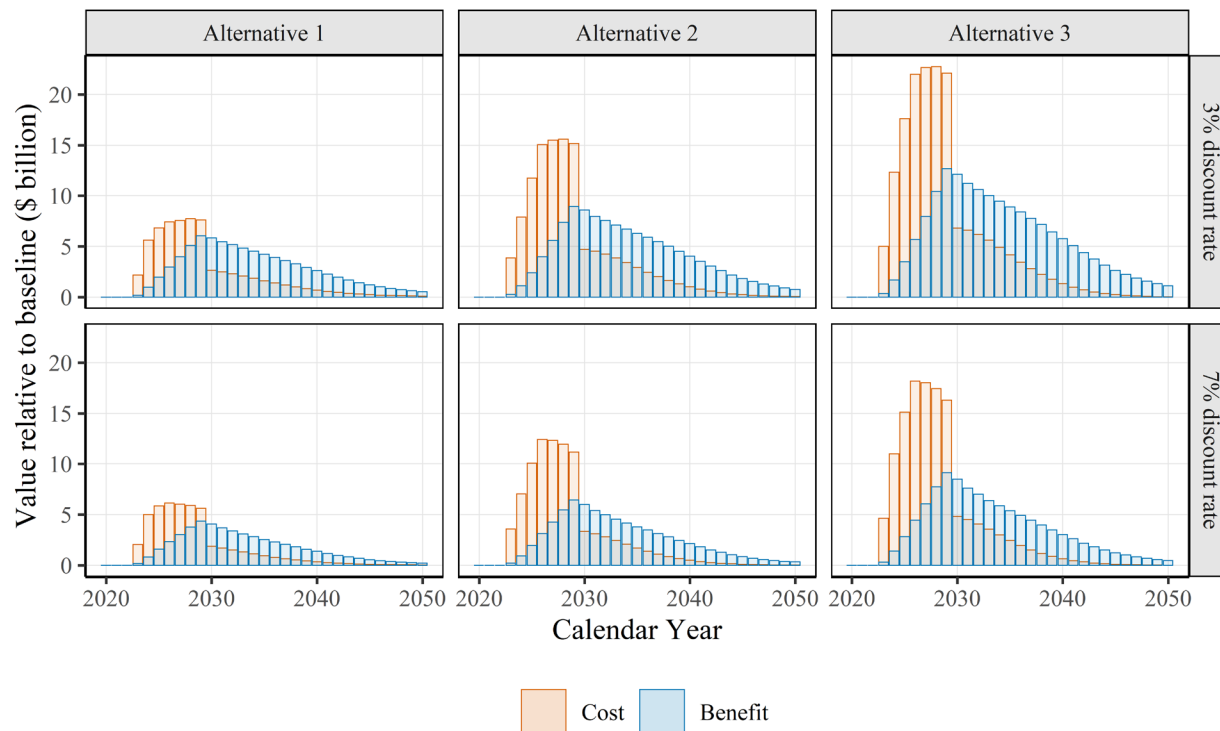 Alternative 1
Alternative 2
Alternative 3
Value relative to baseline ($ billion)
20
15
10
5
0
3% discount rate
20
15
10
5
0
7% discount rate
2020 2030 2040 2050
2020 2030 2040 2050
2020 2030 2040 2050
Calendar Year
Cost
Benefit